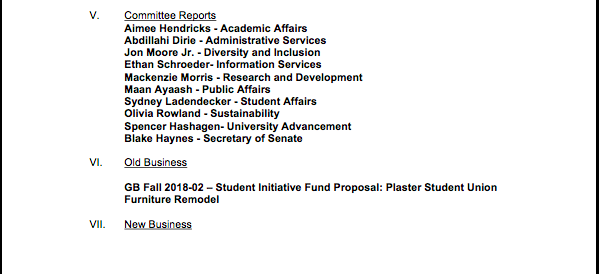 V. Committee Reports
Aimee Hendricks - Academic Affairs
Abdillahi Dirie - Administrative Services
Jon Moore Jr. - Diversity and Inclusion
Ethan Schroeder- Information Services
Mackenzie Morris - Research and Development
Maan Ayaash - Public Affairs
Sydney Ladendecker - Student Affairs
Olivia Rowland - Sustainability
Spencer Hashagen- University Advancement
Blake Haynes - Secretary of Senate
VI. Old Business
GB Fall 2018-02 – Student Initiative Fund Proposal: Plaster Student Union
Furniture Remodel
VII. New Business